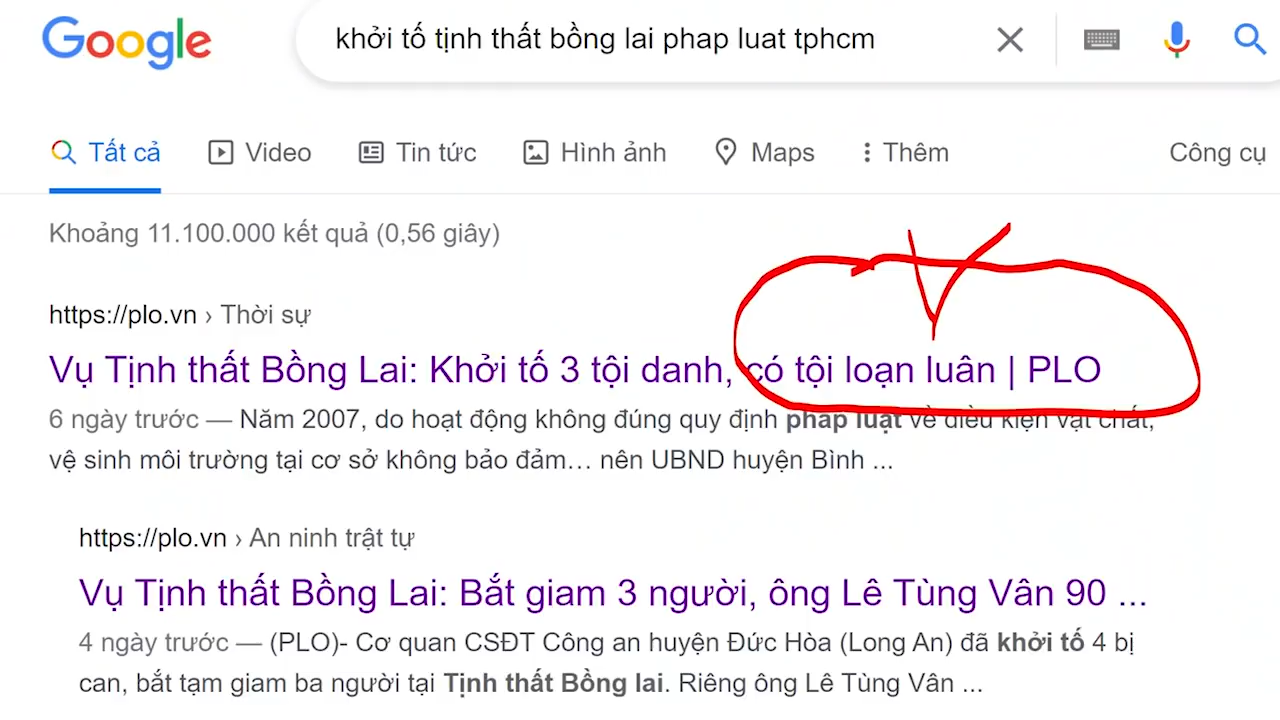 Google
khởi tố tịnh thất bồng lai phap luat tphcm
Tất cả Video Tin tức Hình ảnh Maps Thêm Công cụ
Khoảng 11.100.000 kết quả (0,56 giây)
https://plo.vn › Thời sự
Vụ Tịnh thất Bồng Lai: Khởi tố 3 tội danh, có tội loạn luân | PLO
6 ngày trước — Năm 2007, do hoạt động không đúng quy định pháp luật về điều kiện vật chất,
vệ sinh môi trường tại cơ sở không bảo đảm… nên UBND huyện Bình ...
https://plo.vn › An ninh trật tự
Vụ Tịnh thất Bồng Lai: Bắt giam 3 người, ông Lê Tùng Vân 90 ...
4 ngày trước — (PLO)- Cơ quan CSĐT Công an huyện Đức Hòa (Long An) đã khởi tố 4 bị
can, bắt tạm giam ba người tại Tịnh thất Bồng lai. Riêng ông Lê Tùng Vân ...